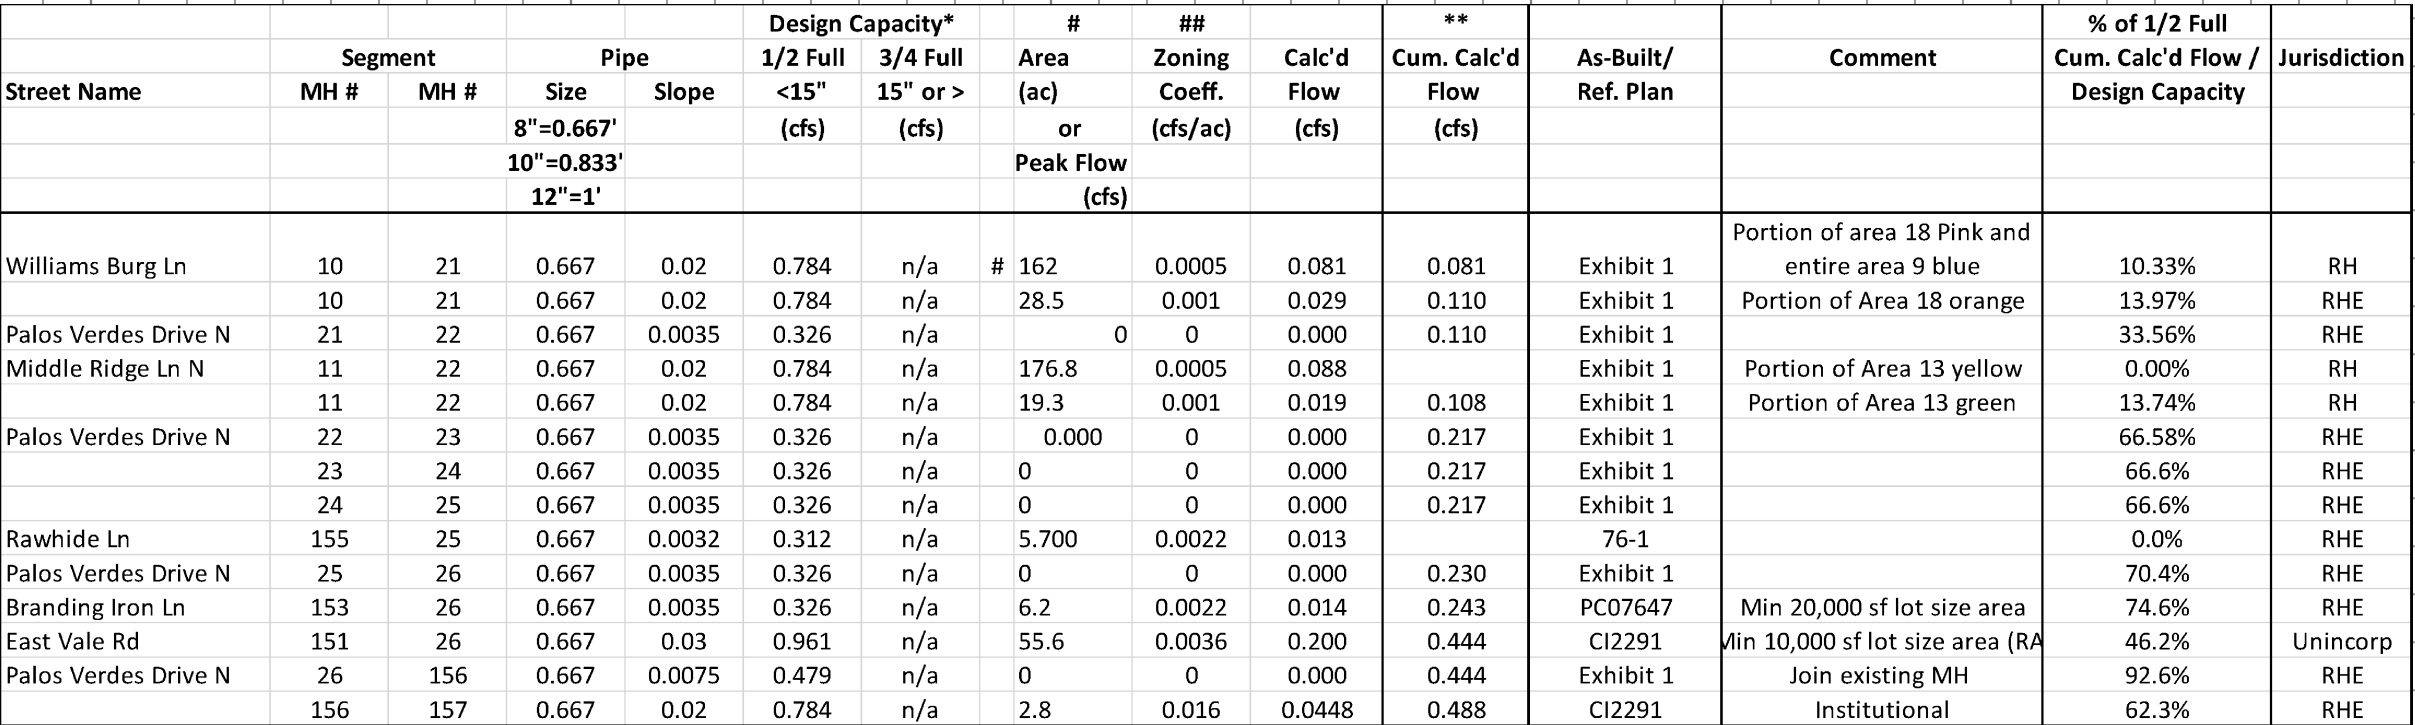 Design Capacity* # ## ** % of 1/2 Full
Segment Pipe 1/2 Full 3/4 Full Area Zoning Calc'd Cum. Calc'd As-Built/ Comment Cum. Calc'd Flow / Jurisdiction
Street Name MH # MH # Size Slope <15" 15" or > (ac) Coeff. Flow Flow Ref. Plan Design Capacity
8"=0.667' (cfs) (cfs) or (cfs/ac) (cfs) (cfs)
10"=0.833' Peak Flow
12"=1' (cfs)
Portion of area 18 Pink and
Williams Burg Ln 10 21 0.667 0.02 0.784 n/a # 162 0.0005 0.081 0.081 Exhibit 1 entire area 9 blue 10.33% RH
10 21 0.667 0.02 0.784 n/a 28.5 0.001 0.029 0.110 Exhibit 1 Portion of Area 18 orange 13.97% RHE
Palos Verdes Drive N 21 22 0.667 0.0035 0.326 n/a 0 0 0.000 0.110 Exhibit 1 33.56% RHE
Middle Ridge Ln N 11 22 0.667 0.02 0.784 n/a 176.8 0.0005 0.088 Exhibit 1 Portion of Area 13 yellow 0.00% RH
11 22 0.667 0.02 0.784 n/a 19.3 0.001 0.019 0.108 Exhibit 1 Portion of Area 13 green 13.74% RH
Palos Verdes Drive N 22 23 0.667 0.0035 0.326 n/a 0.000 0 0.000 0.217 Exhibit 1 66.58% RHE
23 24 0.667 0.0035 0.326 n/a 0 0 0.000 0.217 Exhibit 1 66.6% RHE
24 25 0.667 0.0035 0.326 n/a 0 0 0.000 0.217 Exhibit 1 66.6% RHE
Rawhide Ln 155 25 0.667 0.0032 0.312 n/a 5.700 0.0022 0.013 76-1 0.0% RHE
Palos Verdes Drive N 25 26 0.667 0.0035 0.326 n/a 0 0 0.000 0.230 Exhibit 1 70.4% RHE
Branding Iron Ln 153 26 0.667 0.0035 0.326 n/a 6.2 0.0022 0.014 0.243 PC07647 Min 20,000 sf lot size area 74.6% RHE
East Vale Rd 151 26 0.667 0.03 0.961 n/a 55.6 0.0036 0.200 0.444 CI2291 Min 10,000 sf lot size area (RA 46.2% Unincorp
Palos Verdes Drive N 26 156 0.667 0.0075 0.479 n/a 0 0 0.000 0.444 Exhibit 1 Join existing MH 92.6% RHE
156 157 0.667 0.02 0.784 n/a 2.8 0.016 0.0448 0.488 CI2291 Institutional 62.3% RHE